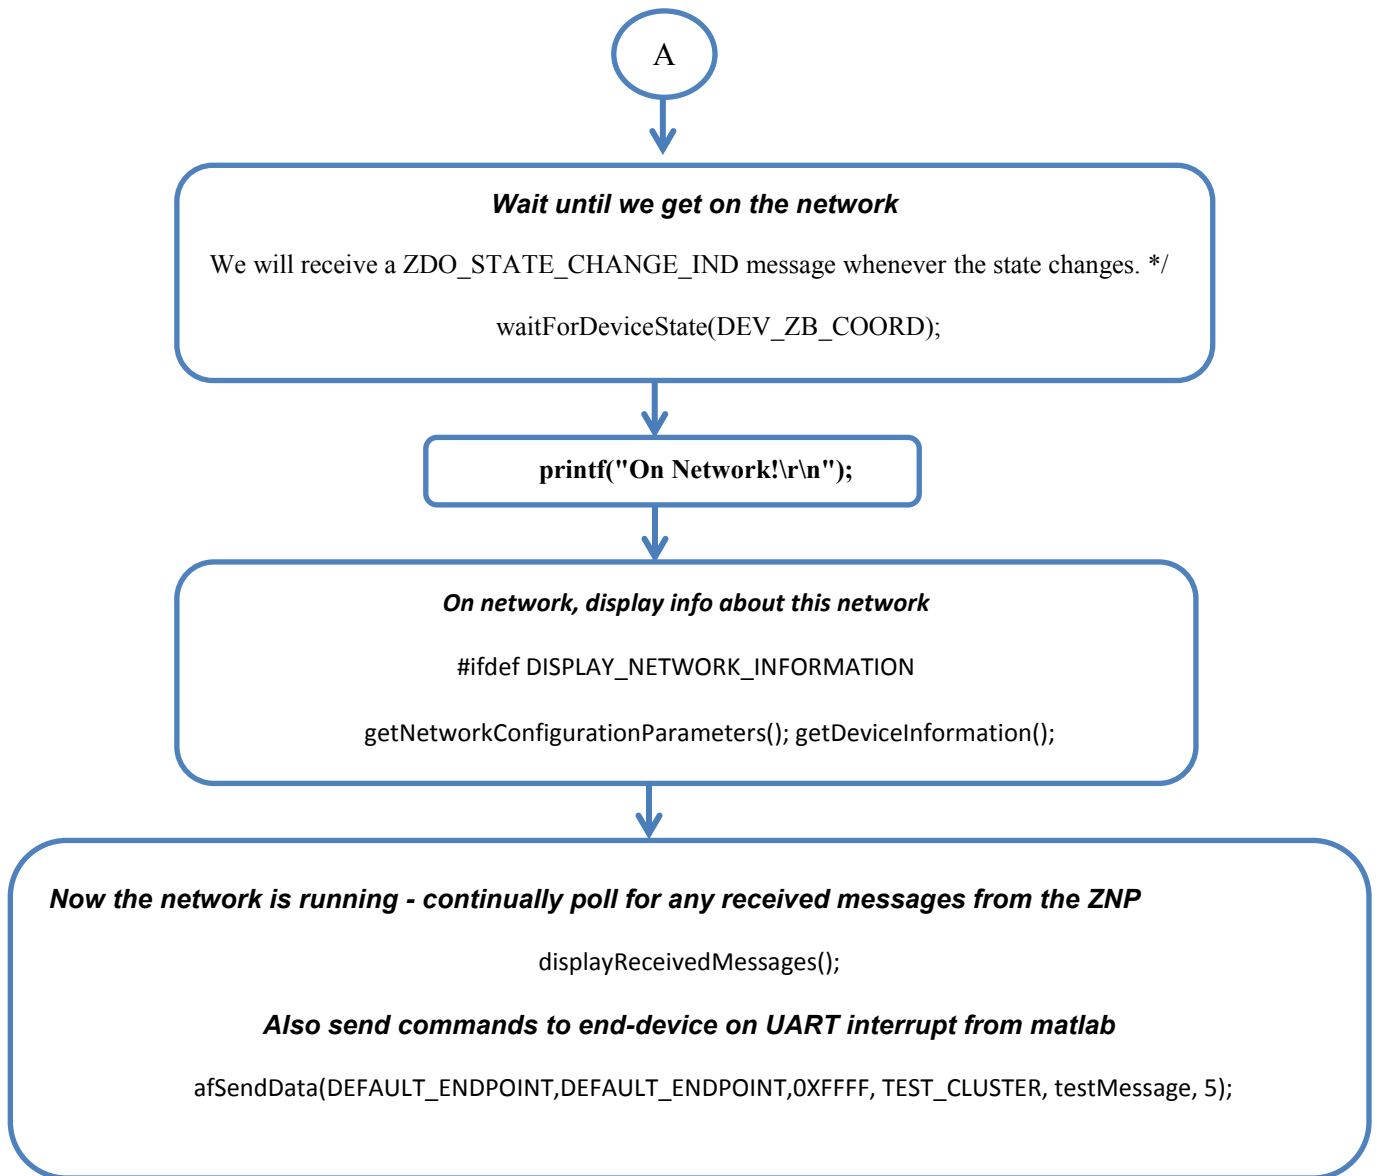 A
Wait until we get on the network
We will receive a ZDO_STATE_CHANGE_IND message whenever the state changes. */
waitForDeviceState(DEV_ZB_COORD);
printf("On Network!\r\n");
On network, display info about this network
#ifdef DISPLAY_NETWORK_INFORMATION
getNetworkConfigurationParameters(); getDeviceInformation();
Now the network is running - continually poll for any received messages from the ZNP
displayReceivedMessages();
Also send commands to end-device on UART interrupt from matlab
afSendData(DEFAULT_ENDPOINT,DEFAULT_ENDPOINT,0XFFFF, TEST_CLUSTER, testMessage, 5);